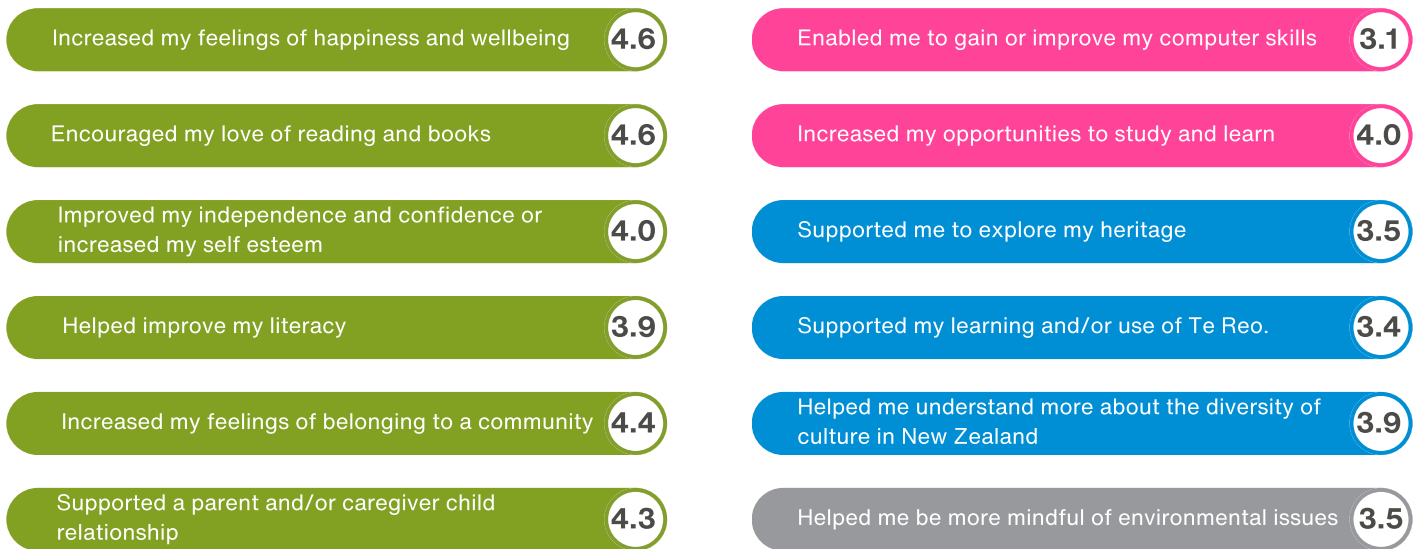 Increased my feelings of happiness and wellbeing 4.6
Encouraged my love of reading and books 4.6
Improved my independence and confidence or
increased my self esteem 4.0
Helped improve my literacy 3.9
Increased my feelings of belonging to a community 4.4
Supported a parent and/or caregiver child
relationship 4.3
Enabled me to gain or improve my computer skills 3.1
Increased my opportunities to study and learn 4.0
Supported me to explore my heritage 3.5
Supported my learning and/or use of Te Reo. 3.4
Helped me understand more about the diversity of
culture in New Zealand 3.9
Helped me be more mindful of environmental issues 3.5